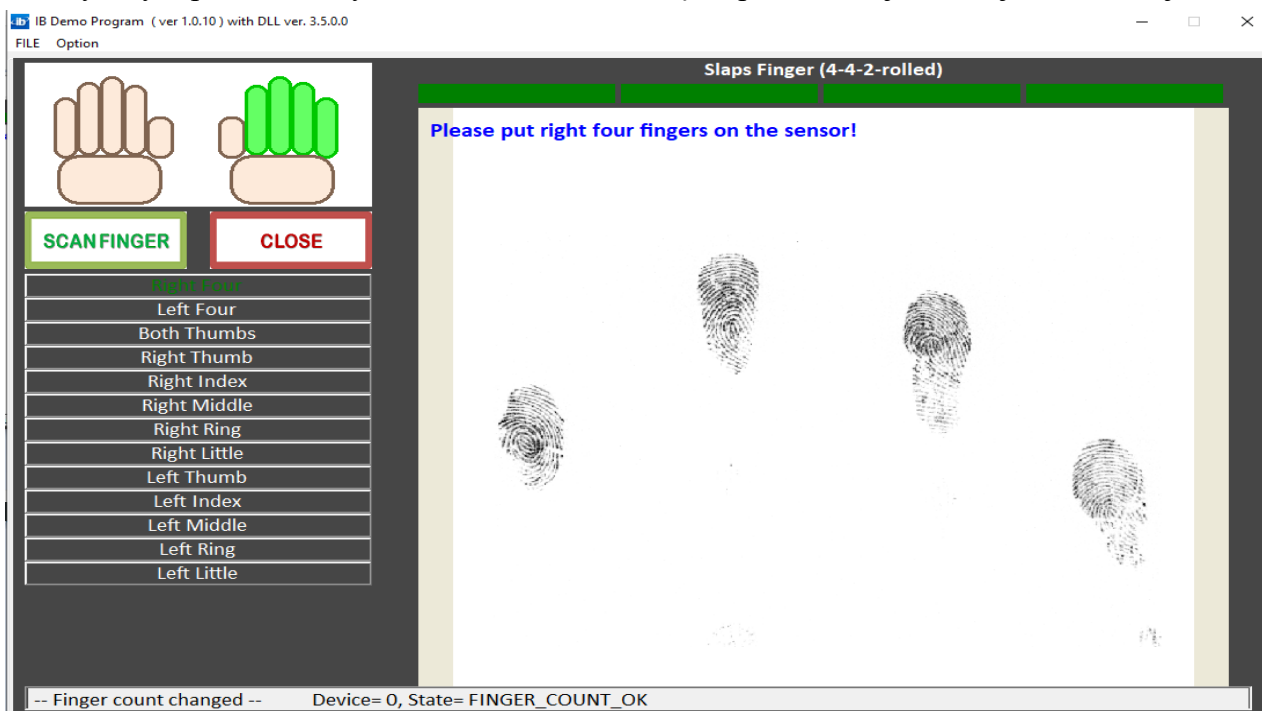 IB Demo Program ( ver 1.0.10 ) with DLL ver. 3.5.0.0
FILE Option
Slaps Finger (4-4-2-rolled)
Please put right four fingers on the sensor!
SCAN FINGER CLOSE
Right Four
Left Four
Both Thumbs
Right Thumb
Right Index
Right Middle
Right Ring
Right Little
Left Thumb
Left Index
Left Middle
Left Ring
Left Little
-- Finger count changed -- Device= 0, State= FINGER_COUNT_OK